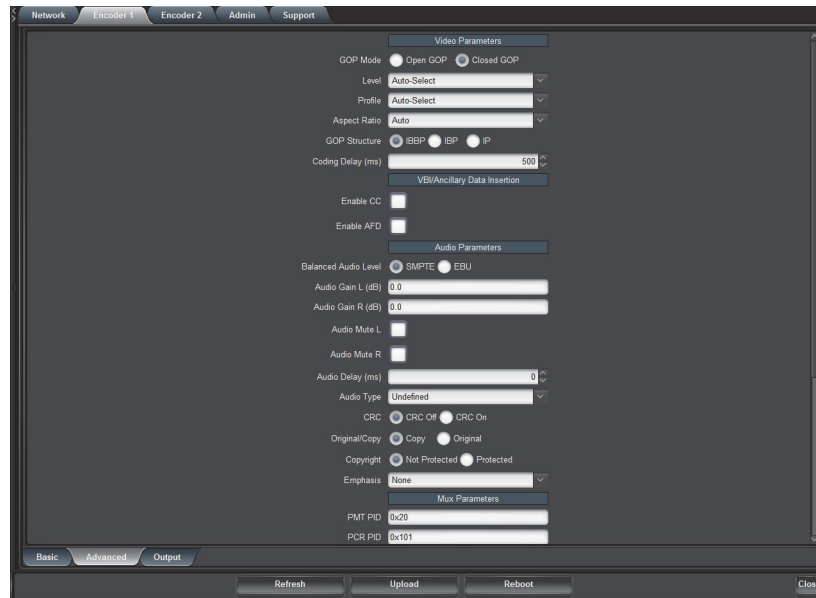 Network Encoder 1 Encoder 2 Admin Support
Video Parameters
GOP Mode Open GOP Closed GOP
Level Auto-Select
Profile Auto-Select
Aspect Ratio Auto
GOP Structure IBBP IBP IP
Coding Delay (ms) 500
VBI/Ancillary Data Insertion
Enable CC
Enable AFD
Audio Parameters
Balanced Audio Level SMPTE EBU
Audio Gain L (dB) 0.0
Audio Gain R (dB) 0.0
Audio Mute L
Audio Mute R
Audio Delay (ms) 0
Audio Type Undefined
CRC CRC Off CRC On
Original/Copy Copy Original
Copyright Not Protected Protected
Emphasis None
Mux Parameters
PMT PID 0x20
PCR PID 0x101
Basic Advanced Output
Refresh Upload Reboot Clos